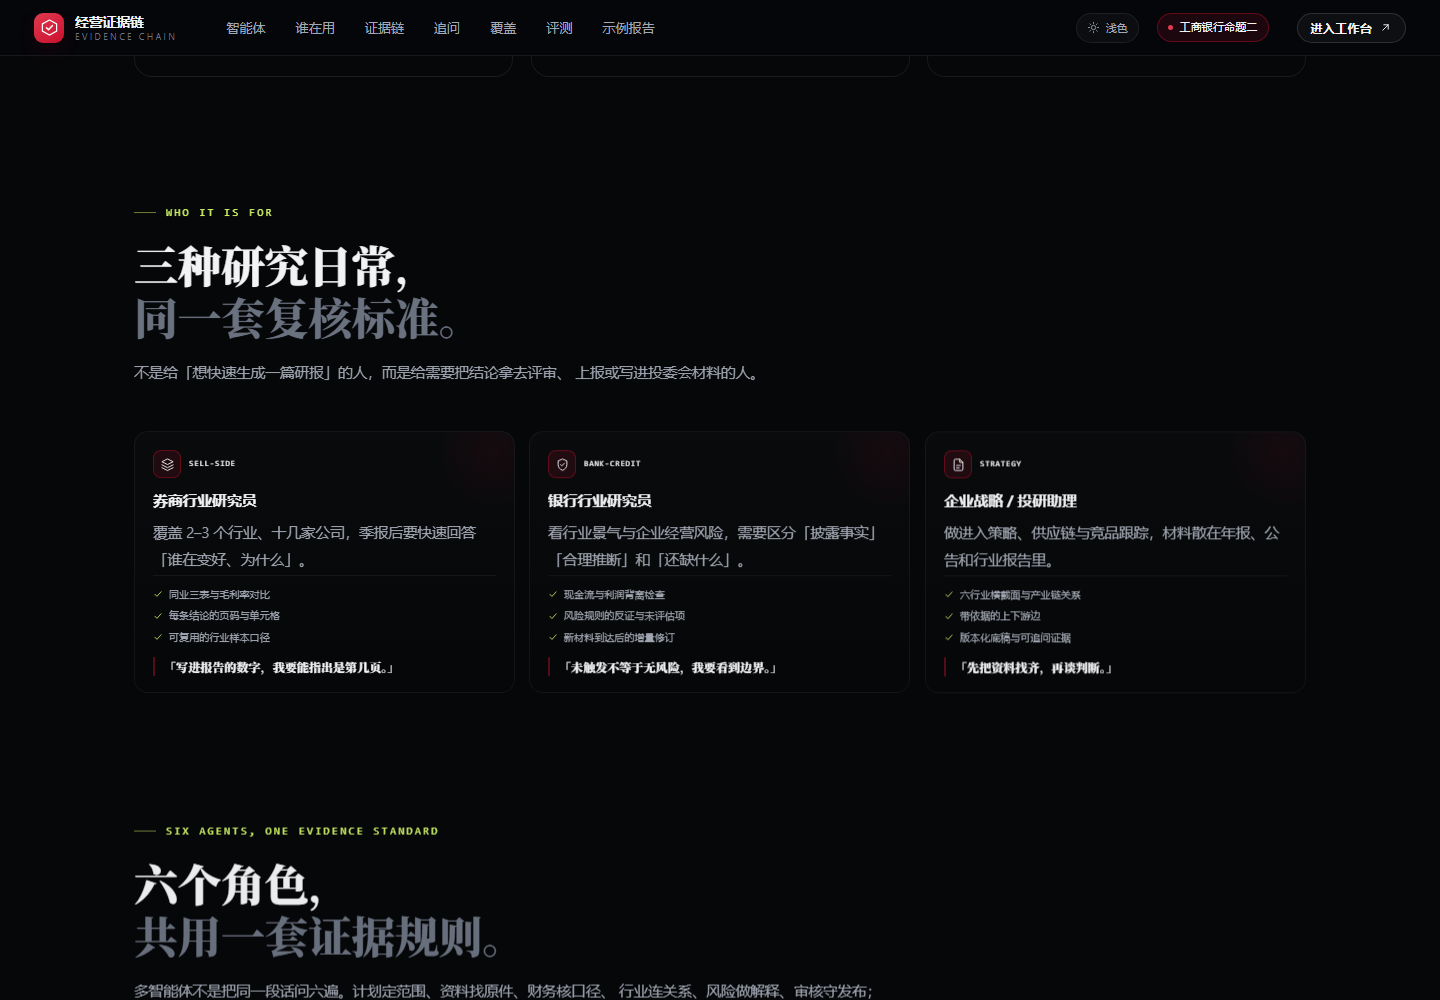 经营证据链
EVIDENCE CHAIN
智能体
谁在用
证据链
追问
覆盖
评测
示例报告
浅色
工商银行命题二
进入工作台
WHO IT IS FOR
三种研究日常，
同一套复核标准。
不是给「想快速生成一篇研报」的人，而是给需要把结论拿去评审、 上报或写进投委会材料的人。
SELL-SIDE
券商行业研究员
覆盖 2–3 个行业、十几家公司，季报后要快速回答
「谁在变好、为什么」。
同业三表与毛利率对比
每条结论的页码与单元格
可复用的行业样本口径
「写进报告的数字，我要能指出是第几页。」
BANK-CREDIT
银行行业研究员
看行业景气与企业经营风险，需要区分「披露事实」
「合理推断」和「还缺什么」。
现金流与利润背离检查
风险规则的反证与未评估项
新材料到达后的增量修订
「未触发不等于无风险，我要看到边界。」
STRATEGY
企业战略 / 投研助理
做进入策略、供应链与竞品跟踪，材料散在年报、公
告和行业报告里。
六行业横截面与产业链关系
带依据的上下游边
版本化底稿与可追问证据
「先把资料找齐，再谈判断。」
SIX AGENTS, ONE EVIDENCE STANDARD
六个角色，
共用一套证据规则。
多智能体不是把同一段话问六遍。计划定范围、资料找原件、财务核口径、 行业连关系、风险做解释、审核守发布；